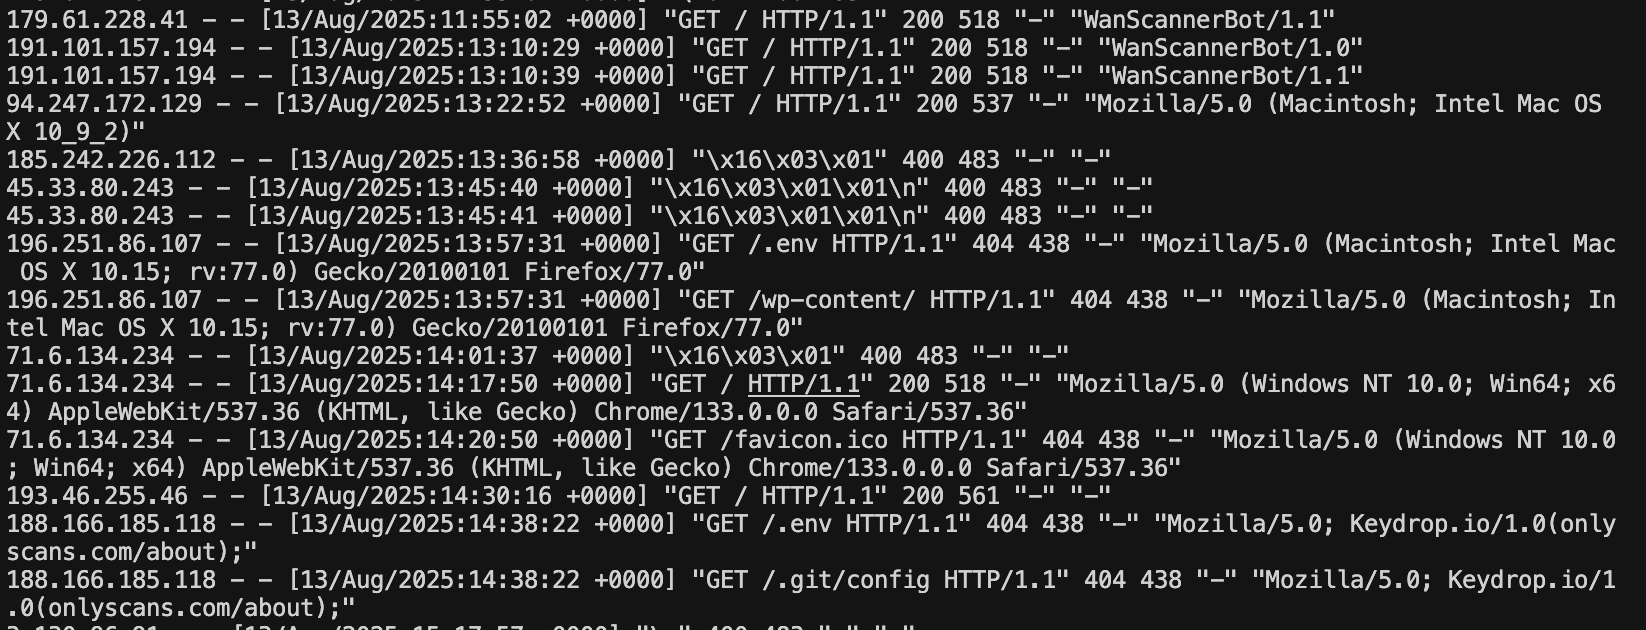 179.61.228.41 - - [13/Aug/2025:11:55:02 +0000] "GET / HTTP/1.1" 200 518 "-" "WanScannerBot/1.1"
191.101.157.194 - - [13/Aug/2025:13:10:29 +0000] "GET / HTTP/1.1" 200 518 "-" "WanScannerBot/1.0"
191.101.157.194 - - [13/Aug/2025:13:10:39 +0000] "GET / HTTP/1.1" 200 518 "-" "WanScannerBot/1.1"
94.247.172.129 - - [13/Aug/2025:13:22:52 +0000] "GET / HTTP/1.1" 200 537 "-" "Mozilla/5.0 (Macintosh; Intel Mac OS
X 10_9_2)"
185.242.226.112 - - [13/Aug/2025:13:36:58 +0000] "\x16\x03\x01" 400 483 "-" "-"
45.33.80.243 - - [13/Aug/2025:13:45:40 +0000] "\x16\x03\x01\x01\n" 400 483 "-" "-"
45.33.80.243 - - [13/Aug/2025:13:45:41 +0000] "\x16\x03\x01\x01\n" 400 483 "-" "-"
196.251.86.107 - - [13/Aug/2025:13:57:31 +0000] "GET /.env HTTP/1.1" 404 438 "-" "Mozilla/5.0 (Macintosh; Intel Mac
OS X 10.15; rv:77.0) Gecko/20100101 Firefox/77.0"
196.251.86.107 - - [13/Aug/2025:13:57:31 +0000] "GET /wp-content/ HTTP/1.1" 404 438 "-" "Mozilla/5.0 (Macintosh; In
tel Mac OS X 10.15; rv:77.0) Gecko/20100101 Firefox/77.0"
71.6.134.234 - - [13/Aug/2025:14:01:37 +0000] "\x16\x03\x01" 400 483 "-" "-"
71.6.134.234 - - [13/Aug/2025:14:17:50 +0000] "GET / HTTP/1.1" 200 518 "-" "Mozilla/5.0 (Windows NT 10.0; Win64; x6
4) AppleWebKit/537.36 (KHTML, like Gecko) Chrome/133.0.0.0 Safari/537.36"
71.6.134.234 - - [13/Aug/2025:14:20:50 +0000] "GET /favicon.ico HTTP/1.1" 404 438 "-" "Mozilla/5.0 (Windows NT 10.0
; Win64; x64) AppleWebKit/537.36 (KHTML, like Gecko) Chrome/133.0.0.0 Safari/537.36"
193.46.255.46 - - [13/Aug/2025:14:30:16 +0000] "GET / HTTP/1.1" 200 561 "-" "-"
188.166.185.118 - - [13/Aug/2025:14:38:22 +0000] "GET /.env HTTP/1.1" 404 438 "-" "Mozilla/5.0; Keydrop.io/1.0(only
scans.com/about);"
188.166.185.118 - - [13/Aug/2025:14:38:22 +0000] "GET /.git/config HTTP/1.1" 404 438 "-" "Mozilla/5.0; Keydrop.io/1
.0(onlyscans.com/about);"